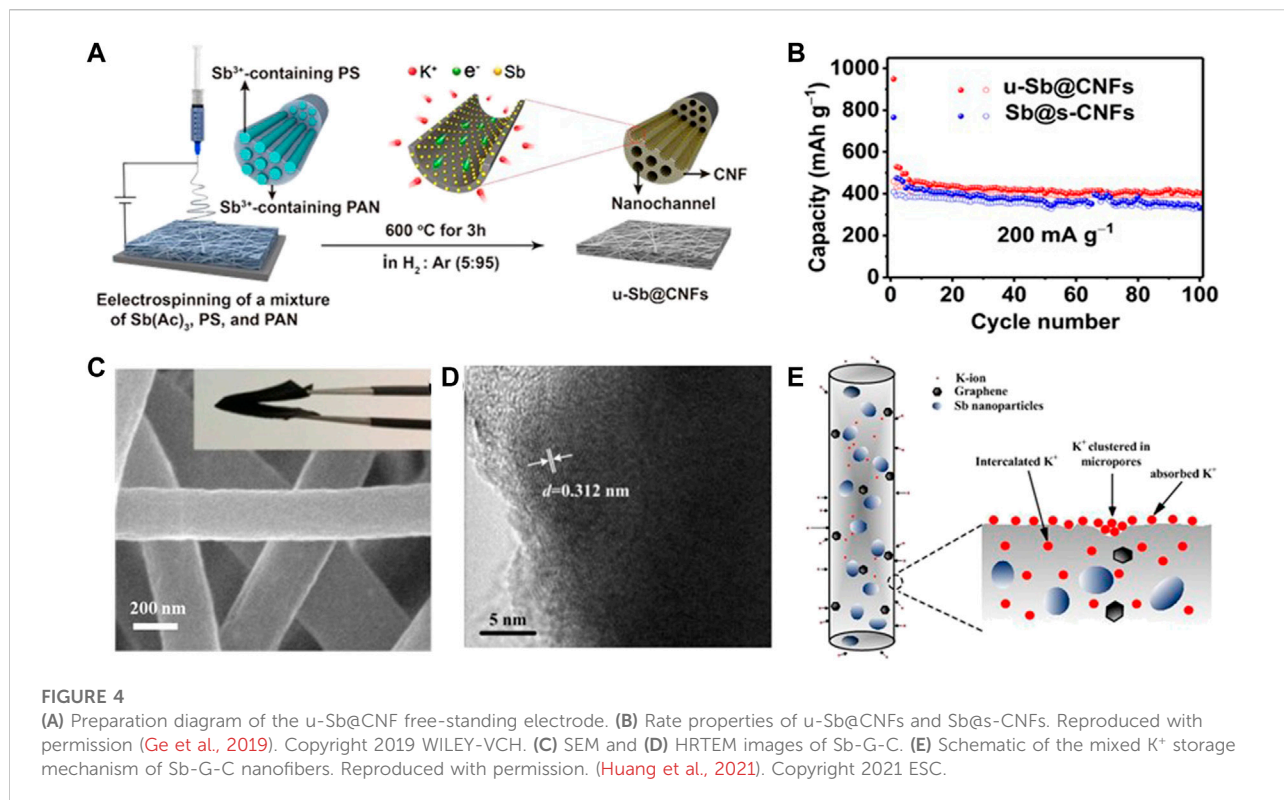 A
Sb³⁺-containing PS
K⁺ e⁻ Sb
CNF
Nanochannel
Sb³⁺-containing PAN
600 °C for 3h
in H₂ : Ar (5:95)
u-Sb@CNFs
Eelectrospinning of a mixture
of Sb(Ac)₃, PS, and PAN
B
1000
800
600
400
200
0
Capacity (mAh g⁻¹)
u-Sb@CNFs
Sb@s-CNFs
200 mA g⁻¹
0 20 40 60 80 100
Cycle number
C
200 nm
D
d=0.312 nm
5 nm
E
K-ion
Graphene
Sb nanoparticles
Intercalated K⁺
K⁺ clustered in
micropores
absorbed K⁺
FIGURE 4
(A) Preparation diagram of the u-Sb@CNF free-standing electrode. (B) Rate properties of u-Sb@CNFs and Sb@s-CNFs. Reproduced with
permission (Ge et al., 2019). Copyright 2019 WILEY-VCH. (C) SEM and (D) HRTEM images of Sb-G-C. (E) Schematic of the mixed K⁺ storage
mechanism of Sb-G-C nanofibers. Reproduced with permission. (Huang et al., 2021). Copyright 2021 ESC.